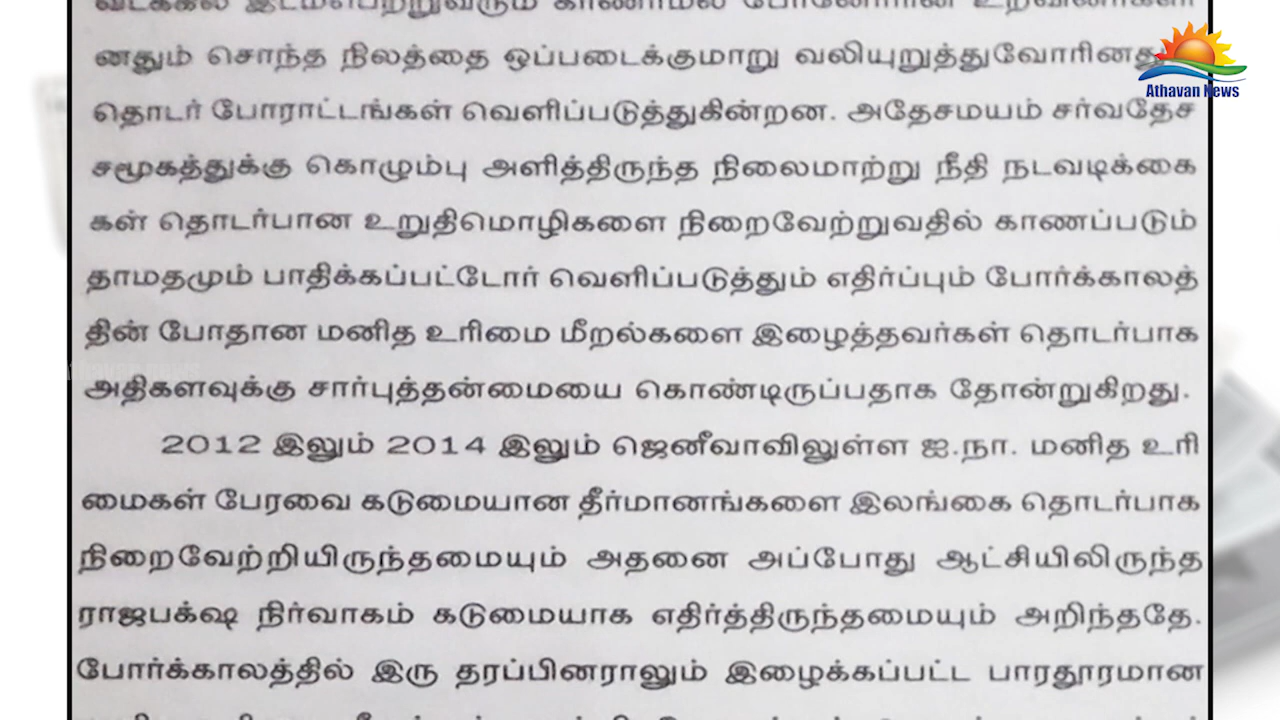 னதும் சொந்த நிலத்தை ஒப்படைக்குமாறு வலியுறுத்துவோரினதும்
Athavan News
தொடர் போராட்டங்கள் வெளிப்படுத்துகின்றன. அதேசமயம் சர்வதேச
சமூகத்துக்கு கொழும்பு அளித்திருந்த நிலைமாற்று நீதி நடவடிக்கை
கள் தொடர்பான உறுதிமொழிகளை நிறைவேற்றுவதில் காணப்படும்
தாமதமும் பாதிக்கப்பட்டோர் வெளிப்படுத்தும் எதிர்ப்பும் போர்க்காலத்
தின் போதான மனித உரிமை மீறல்களை இழைத்தவர்கள் தொடர்பாக
அதிகளவுக்கு சார்புத்தன்மையை கொண்டிருப்பதாக தோன்றுகிறது.
2012 இலும் 2014 இலும் ஜெனீவாவிலுள்ள ஐ.நா. மனித உரி
மைகள் பேரவை கடுமையான தீர்மானங்களை இலங்கை தொடர்பாக
நிறைவேற்றியிருந்தமையும் அதனை அப்போது ஆட்சியிலிருந்த
ராஜபக்ஷ நிர்வாகம் கடுமையாக எதிர்த்திருந்தமையும் அறிந்ததே.
போர்க்காலத்தில் இரு தரப்பினராலும் இழைக்கப்பட்ட பாரதூரமான